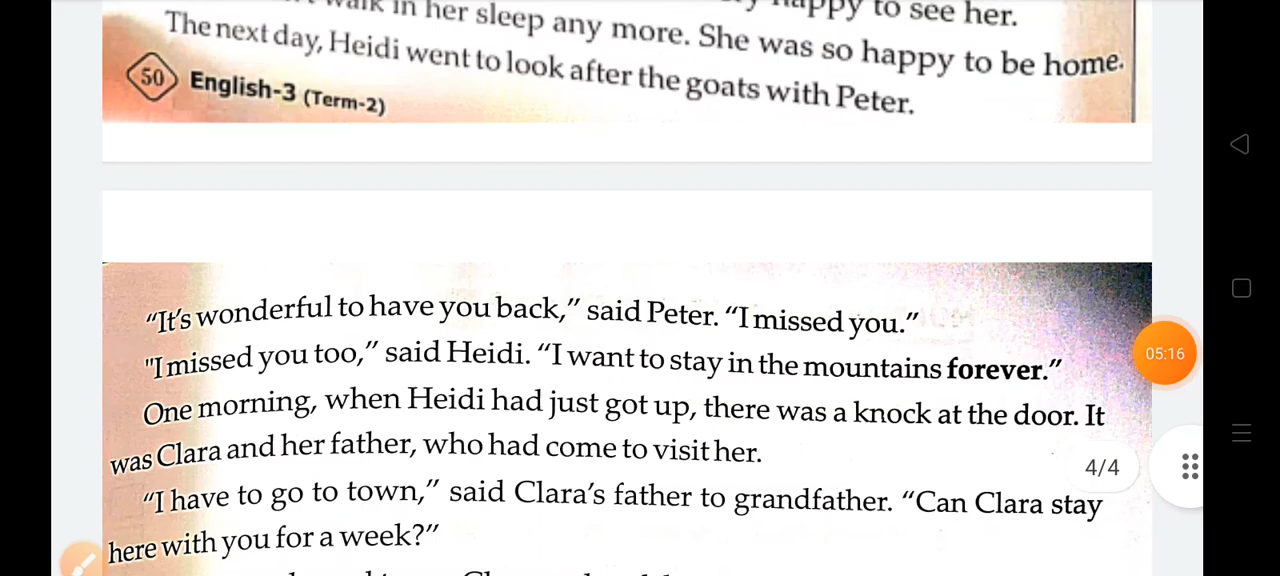 walk in her sleep any more. She was so happy to be home.
happy to see her.
The next day, Heidi went to look after the goats with Peter.
50 English-3 (Term-2)
“It’s wonderful to have you back,” said Peter. “I missed you.”
"I missed you too,” said Heidi. “I want to stay in the mountains forever.”
One morning, when Heidi had just got up, there was a knock at the door. It
was Clara and her father, who had come to visit her.
“I have to go to town,” said Clara’s father to grandfather. “Can Clara stay
here with you for a week?”
05:16
4/4